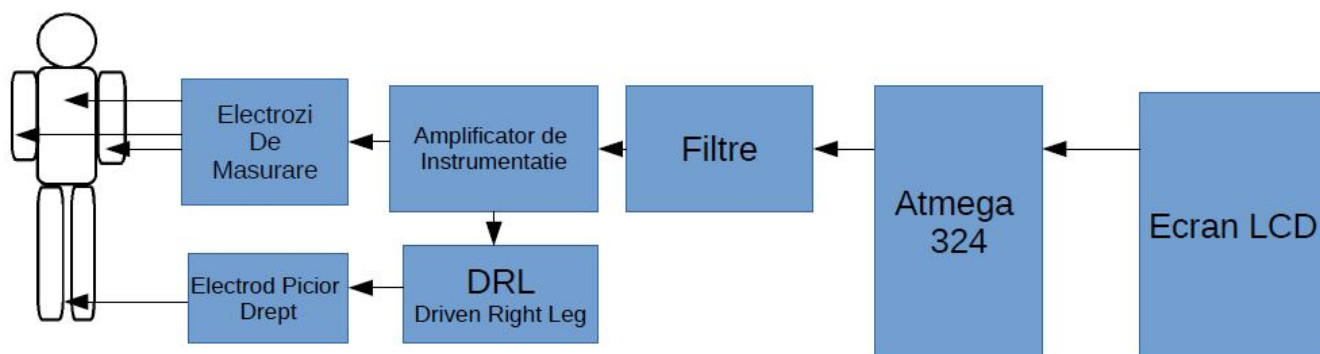 Electrozi
De
Masurare
Amplificator de
Instrumentatie
Filtre
Atmega
324
Ecran LCD
Electrod Picior
Drept
DRL
Driven Right Leg